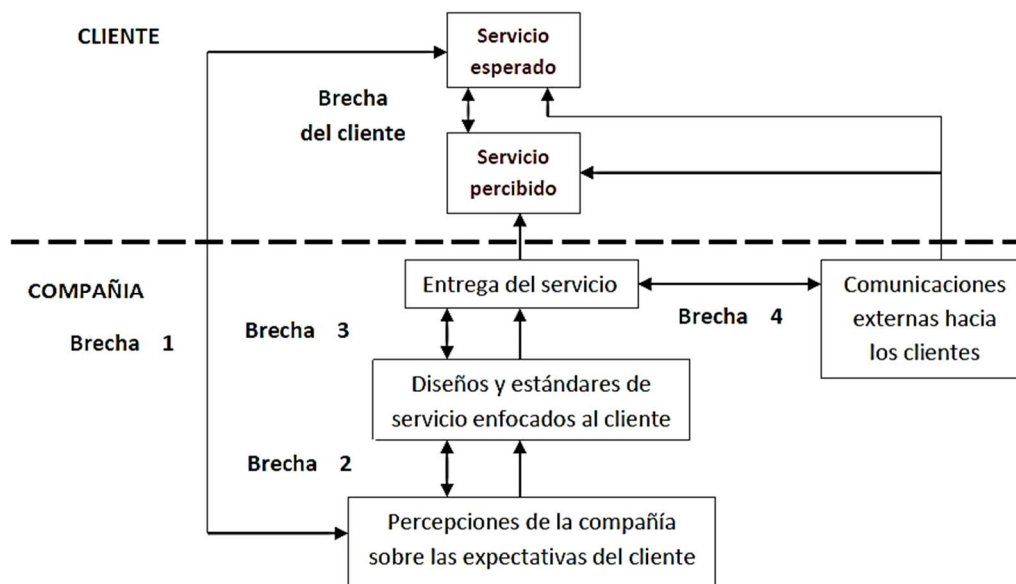 CLIENTE
Servicio
esperado
Brecha
del cliente
Servicio
percibido
COMPAÑIA
Brecha 1
Entrega del servicio
Brecha 3
Brecha 4
Comunicaciones
externas hacia
los clientes
Diseños y estándares de
servicio enfocados al cliente
Brecha 2
Percepciones de la compañía
sobre las expectativas del cliente